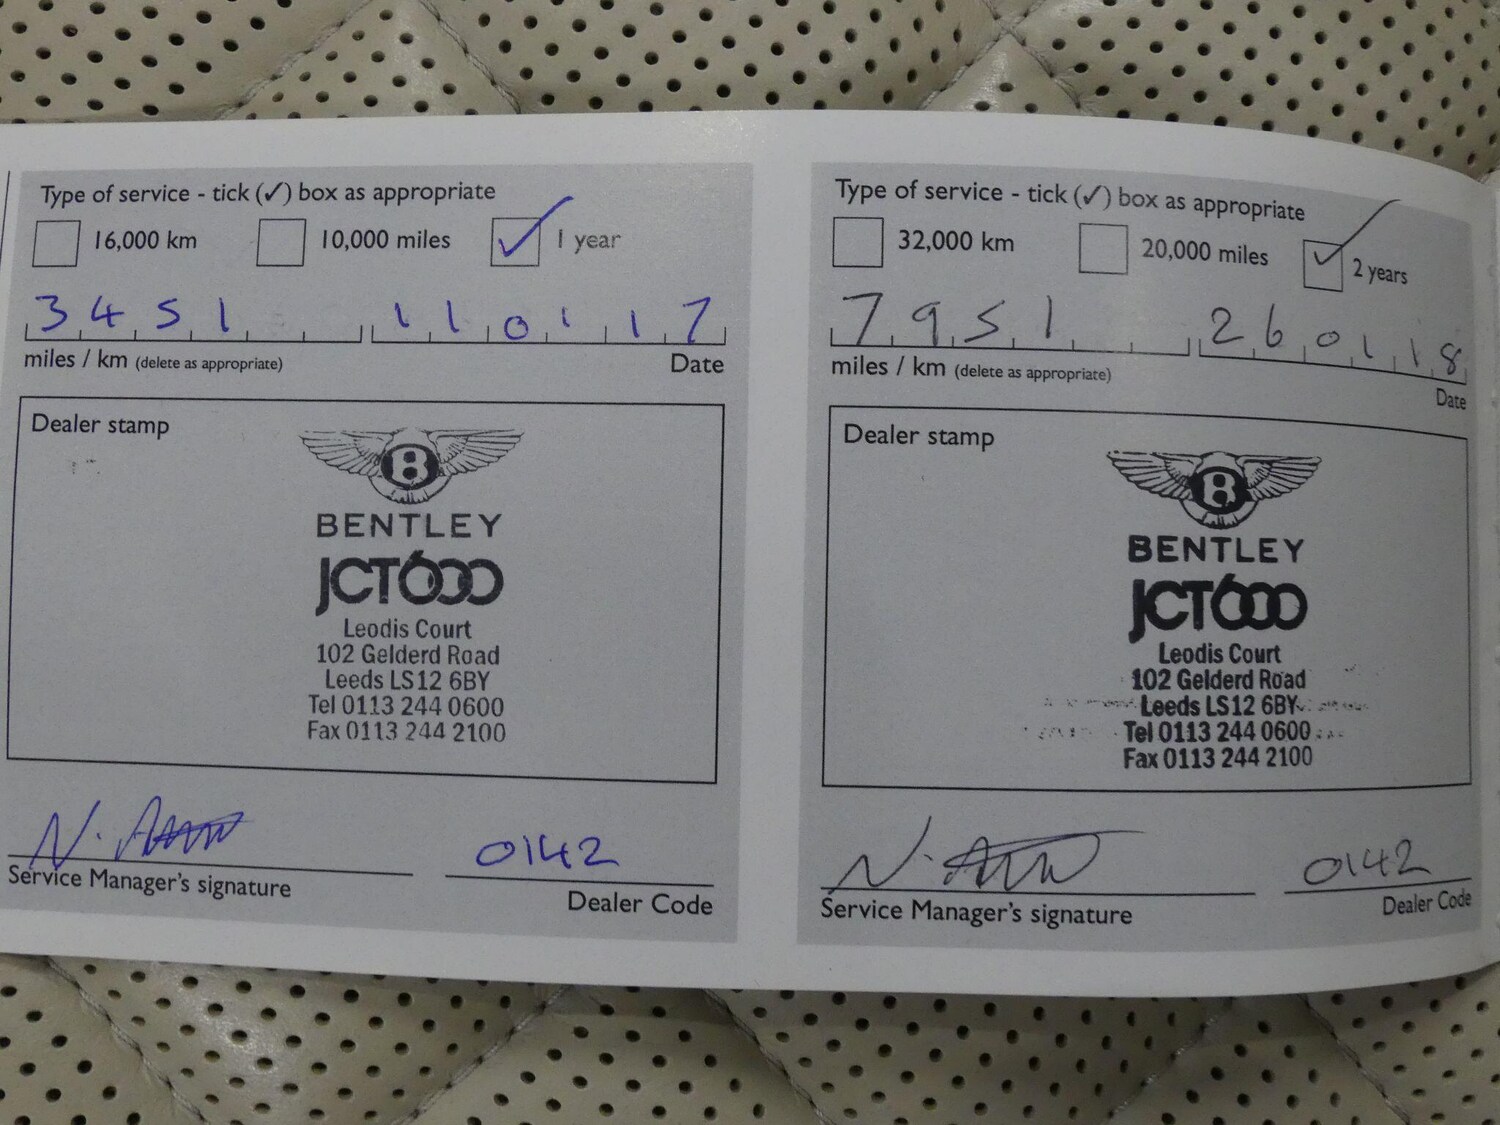 Type of service - tick (✓) box as appropriate
16,000 km 10,000 miles ✓ 1 year
3451 110117
miles / km (delete as appropriate) Date
Dealer stamp
B
BENTLEY
JCT600
Leodis Court
102 Gelderd Road
Leeds LS12 6BY
Tel 0113 244 0600
Fax 0113 244 2100
N.
0142
Service Manager's signature Dealer Code
Type of service - tick (✓) box as appropriate
32,000 km 20,000 miles ✓ 2 years
7951 260118
miles / km (delete as appropriate) Date
Dealer stamp
B
BENTLEY
JCT600
Leodis Court
102 Gelderd Road
Leeds LS12 6BY
Tel 0113 244 0600
Fax 0113 244 2100
N.
0142
Service Manager's signature Dealer Code